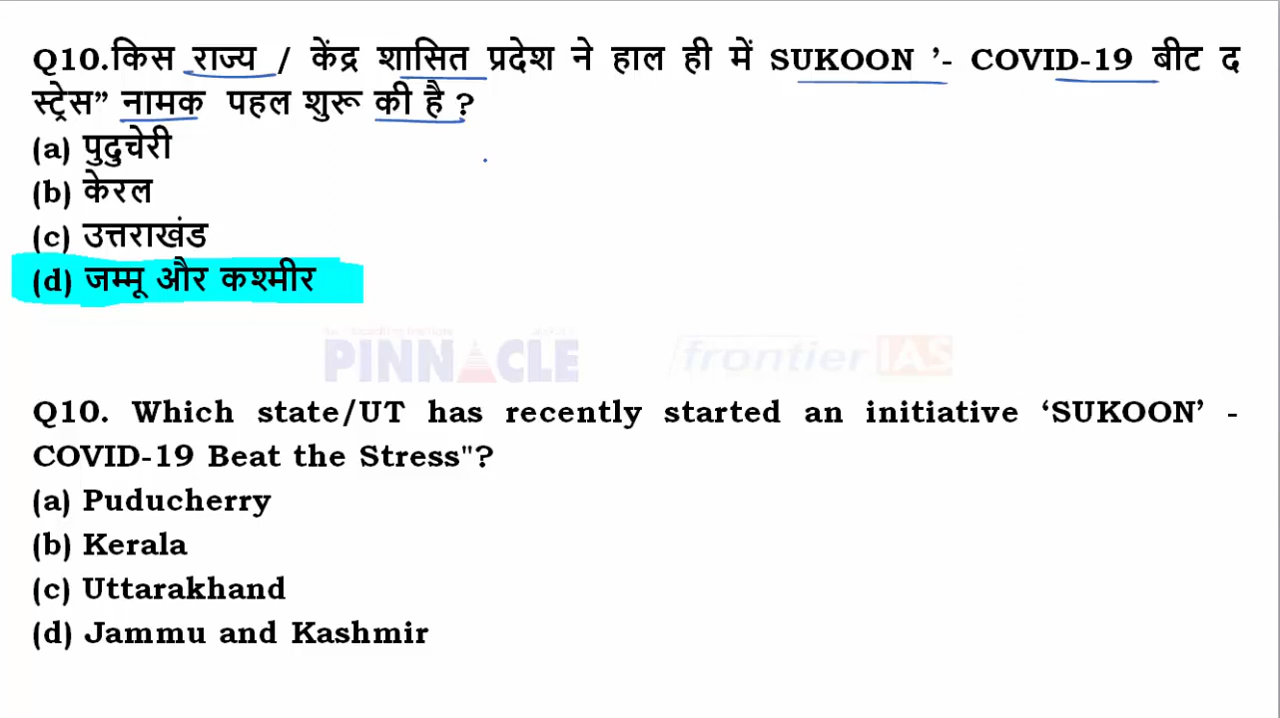 Q10.किस राज्य / केंद्र शासित प्रदेश ने हाल ही में SUKOON ’- COVID-19 बीट द
स्ट्रेस” नामक पहल शुरू की है ?
(a) पुदुचेरी
(b) केरल
(c) उत्तराखंड
(d) जम्मू और कश्मीर
PINNACLE frontier IAS
Q10. Which state/UT has recently started an initiative ‘SUKOON’ -
COVID-19 Beat the Stress"?
(a) Puducherry
(b) Kerala
(c) Uttarakhand
(d) Jammu and Kashmir